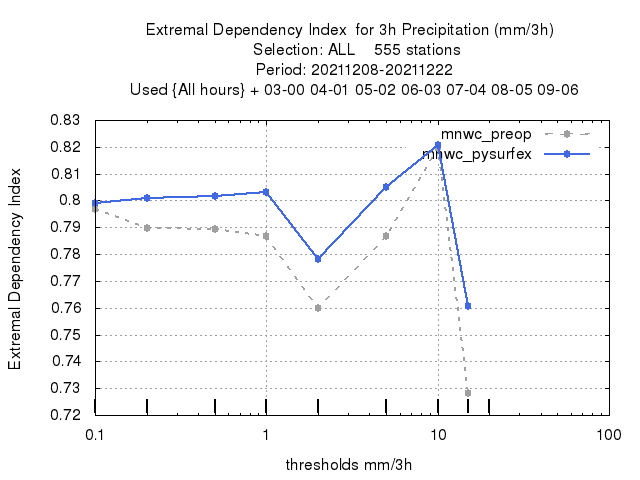 Extremal Dependency Index  for 3h Precipitation (mm/3h)
Selection: ALL    555 stations
Period: 20211208-20211222
Used {All hours} + 03-00 04-01 05-02 06-03 07-04 08-05 09-06
0.83
0.82
0.8
0.8
0.79
0.78
0.77
0.76
0.75
0.74
0.73
0.72
Extremal Dependency Index
mnwc_preop
mnwc_pysurfex
0.1
1
10
100
thresholds mm/3h